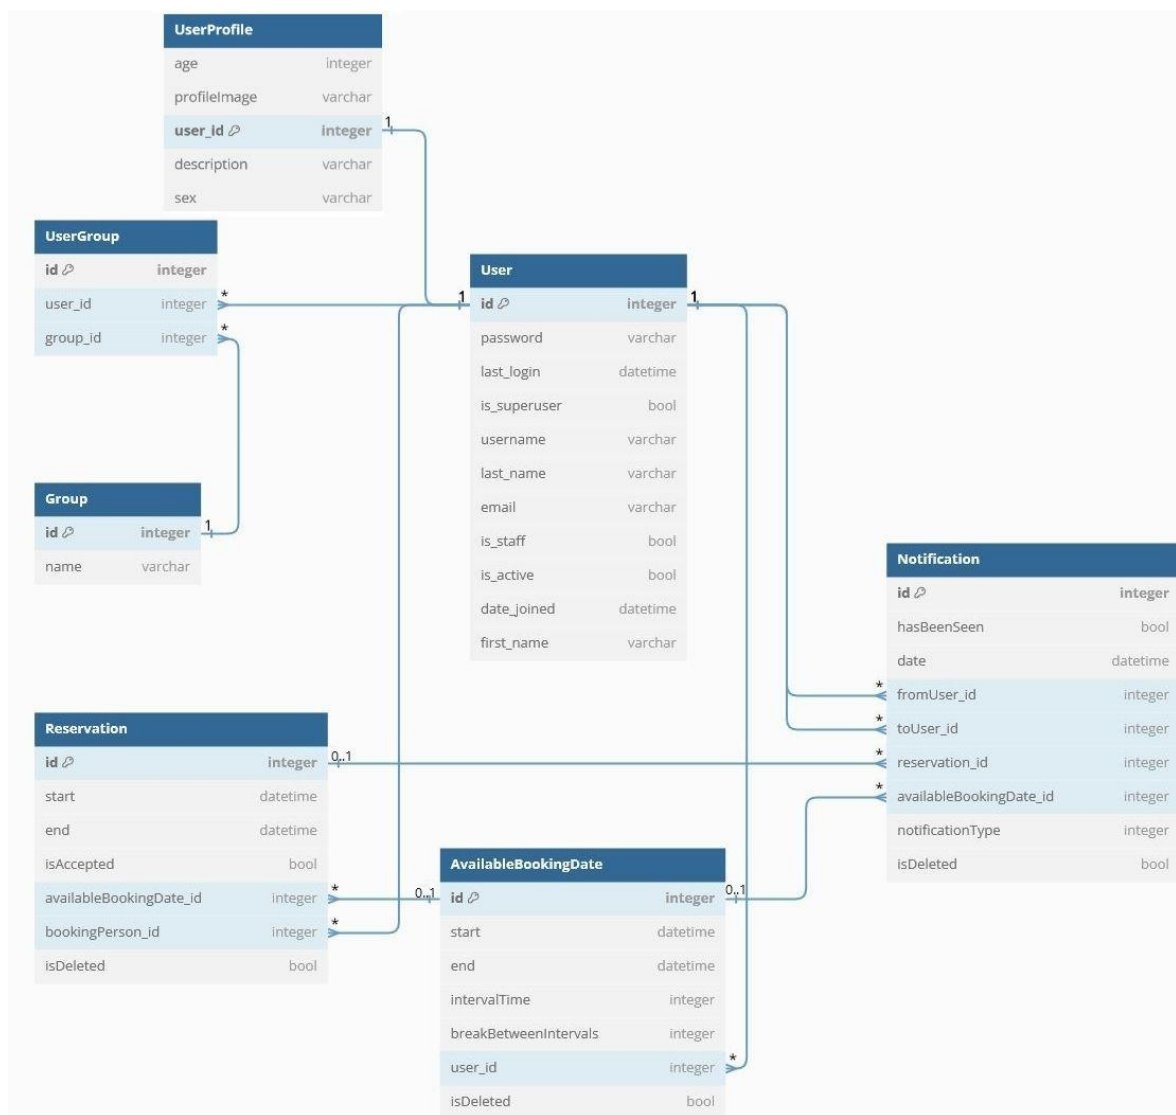 UserProfile
age integer
profileImage varchar
user_id integer
1
description varchar
sex varchar
UserGroup
id integer
user_id integer
*
group_id integer
*
Group
id integer
1
name varchar
User
1
id integer
1
password varchar
last_login datetime
is_superuser bool
username varchar
last_name varchar
email varchar
is_staff bool
is_active bool
date_joined datetime
first_name varchar
Notification
id integer
hasBeenSeen bool
date datetime
*
fromUser_id integer
*
toUser_id integer
*
reservation_id integer
*
availableBookingDate_id integer
notificationType integer
isDeleted bool
Reservation
id integer
0..1
start datetime
end datetime
isAccepted bool
availableBookingDate_id integer
*
bookingPerson_id integer
*
isDeleted bool
AvailableBookingDate
0..1
id integer
0..1
start datetime
end datetime
intervalTime integer
breakBetweenIntervals integer
user_id integer
*
isDeleted bool